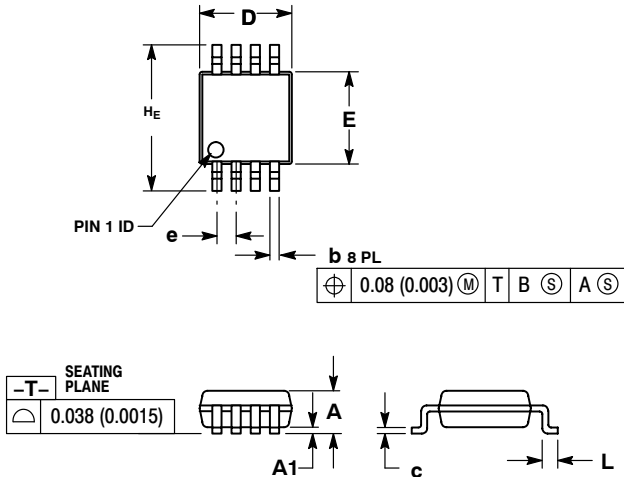 D
HE
E
PIN 1 ID
e
b 8 PL
⌖ 0.08 (0.003) Ⓜ T B Ⓢ A Ⓢ
–T– SEATING PLANE
⌓ 0.038 (0.0015)
A
A1
c
L